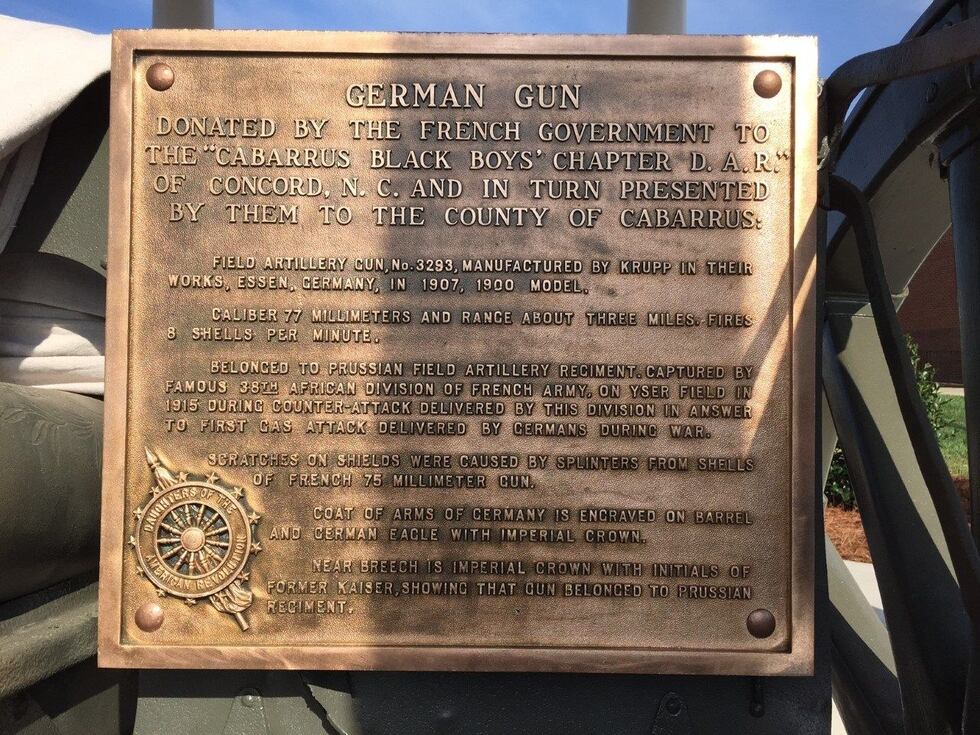 GERMAN GUN
DONATED BY THE FRENCH GOVERNMENT TO
THE "CABARRUS BLACK BOYS' CHAPTER D.A.R."
OF CONCORD, N. C. AND IN TURN PRESENTED
BY THEM TO THE COUNTY OF CABARRUS:
FIELD ARTILLERY GUN, No. 3293, MANUFACTURED BY KRUPP IN THEIR
WORKS, ESSEN, GERMANY, IN 1907, 1900 MODEL.
CALIBER 77 MILLIMETERS AND RANGE ABOUT THREE MILES. FIRES
8 SHELLS PER MINUTE.
BELONGED TO PRUSSIAN FIELD ARTILLERY REGIMENT. CAPTURED BY
FAMOUS 38TH AFRICAN DIVISION OF FRENCH ARMY, ON YSER FIELD IN
1915 DURING COUNTER-ATTACK DELIVERED BY THIS DIVISION IN ANSWER
TO FIRST GAS ATTACK DELIVERED BY GERMANS DURING WAR.
SCRATCHES ON SHIELDS WERE CAUSED BY SPLINTERS FROM SHELLS
OF FRENCH 75 MILLIMETER GUN.
COAT OF ARMS OF GERMANY IS ENGRAVED ON BARREL
AND GERMAN EAGLE WITH IMPERIAL CROWN.
NEAR BREECH IS IMPERIAL CROWN WITH INITIALS OF
FORMER KAISER, SHOWING THAT GUN BELONGED TO PRUSSIAN
REGIMENT.
DAUGHTERS OF THE
AMERICAN REVOLUTION